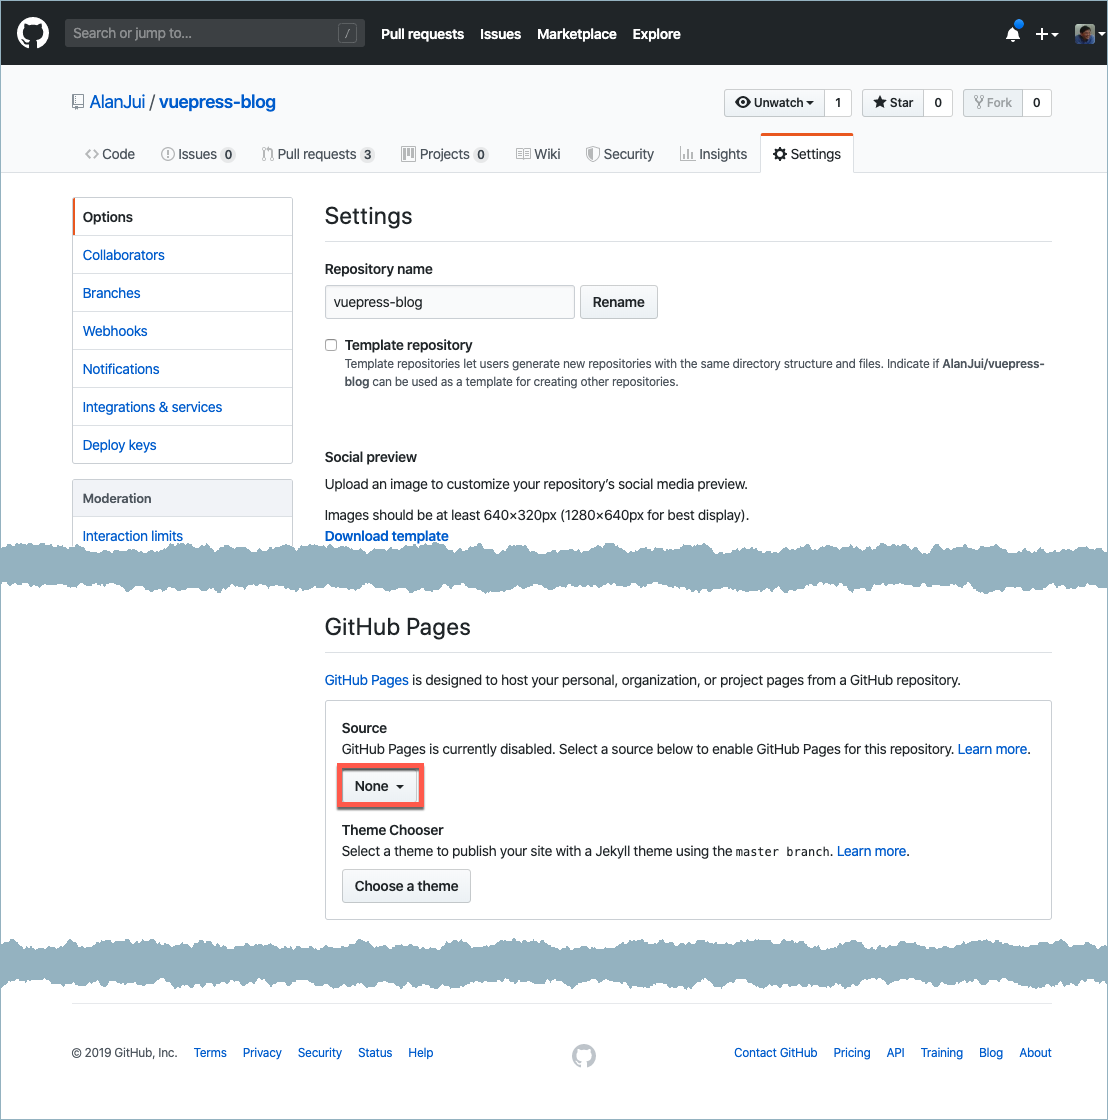 Search or jump to... / Pull requests Issues Marketplace Explore
AlanJui / vuepress-blog Unwatch 1 Star 0 Fork 0
Code Issues 0 Pull requests 3 Projects 0 Wiki Security Insights Settings
Options
Collaborators
Branches
Webhooks
Notifications
Integrations & services
Deploy keys
Moderation
Interaction limits
Settings
Repository name
vuepress-blog Rename
Template repository
Template repositories let users generate new repositories with the same directory structure and files. Indicate if AlanJui/vuepress-
blog can be used as a template for creating other repositories.
Social preview
Upload an image to customize your repository’s social media preview.
Images should be at least 640×320px (1280×640px for best display).
Download template
GitHub Pages
GitHub Pages is designed to host your personal, organization, or project pages from a GitHub repository.
Source
GitHub Pages is currently disabled. Select a source below to enable GitHub Pages for this repository. Learn more.
None
Theme Chooser
Select a theme to publish your site with a Jekyll theme using the master branch. Learn more.
Choose a theme
© 2019 GitHub, Inc. Terms Privacy Security Status Help Contact GitHub Pricing API Training Blog About